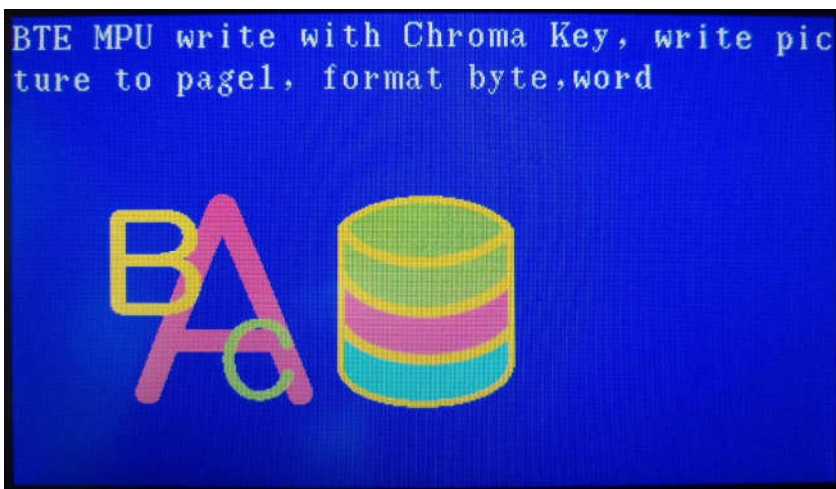 BTE MPU write with Chroma Key, write pic
ture to page1, format byte,word
B A C